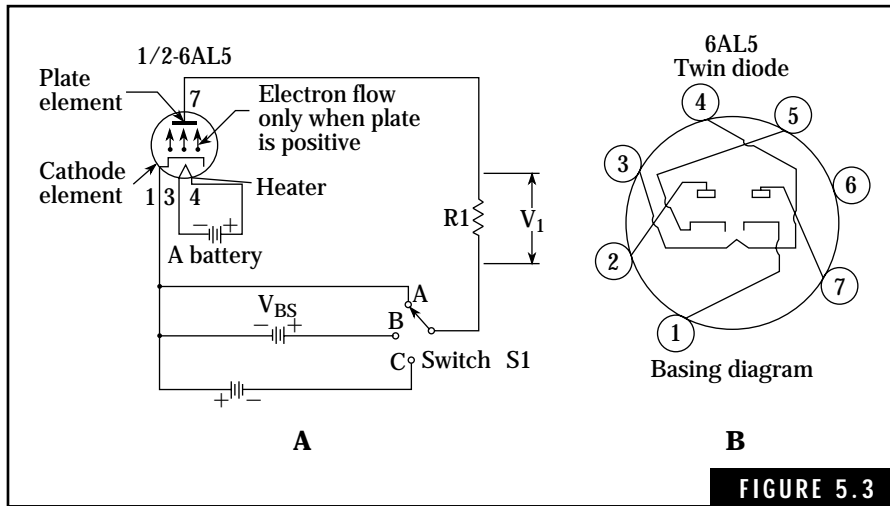 1/2-6AL5
Plate
element
7
Electron flow
only when plate
is positive
Cathode
element
1 3 4
Heater
- +
A battery
R1
V1
A
VBS
- +
B
C
Switch S1
+ -
A
6AL5
Twin diode
4
5
3
6
2
7
1
Basing diagram
B
FIGURE 5.3